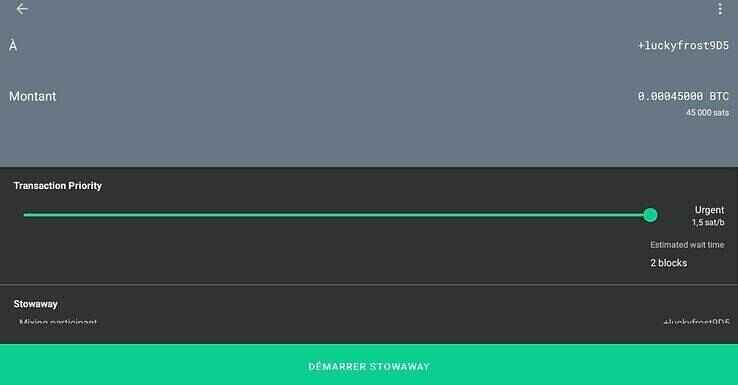 À
+luckyfrost9D5
Montant
0.00045000 BTC
45 000 sats
Transaction Priority
Urgent
1,5 sat/b
Estimated wait time
2 blocks
Stowaway
Mixing participant
+luckyfrost9D5
DÉMARRER STOWAWAY